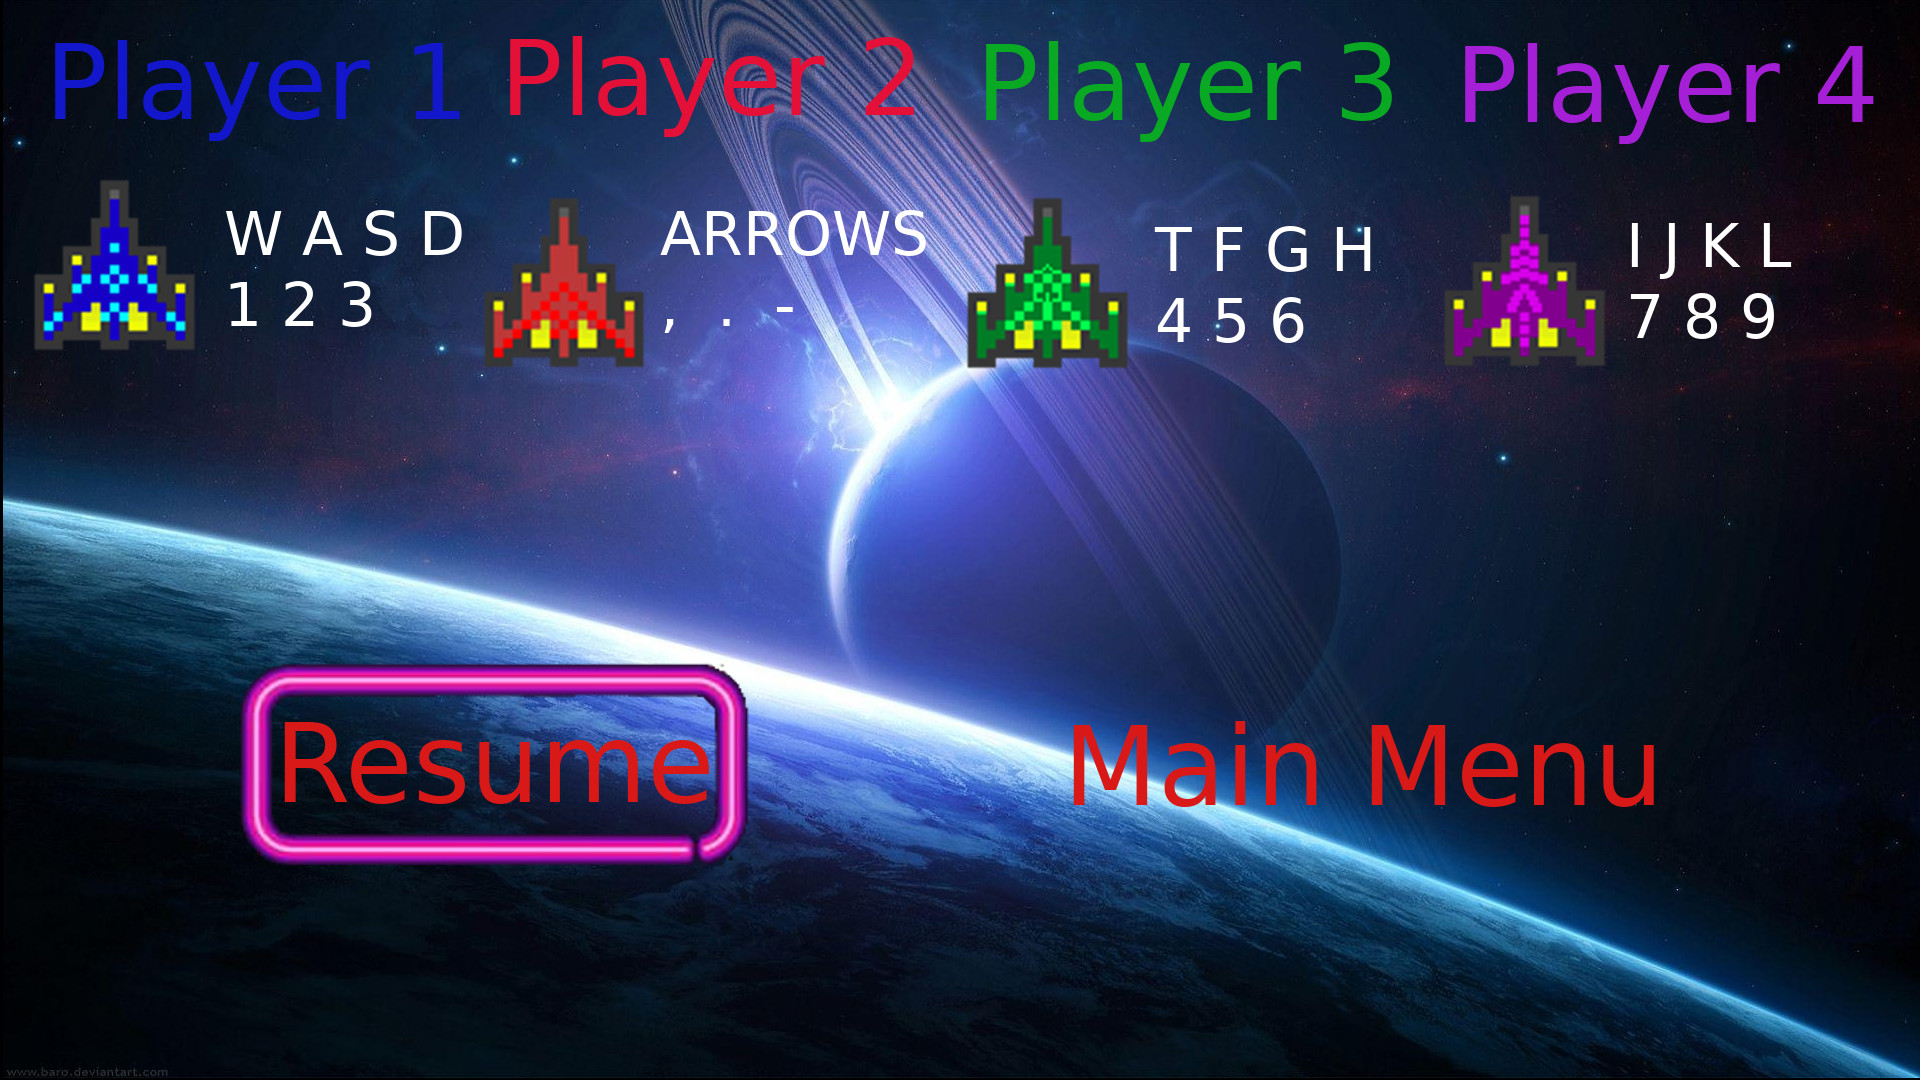 Player 1 Player 2 Player 3 Player 4
W A S D ARROWS T F G H I J K L
1 2 3 , . - 4 5 6 7 8 9
Resume Main Menu
www.baro.deviantart.com